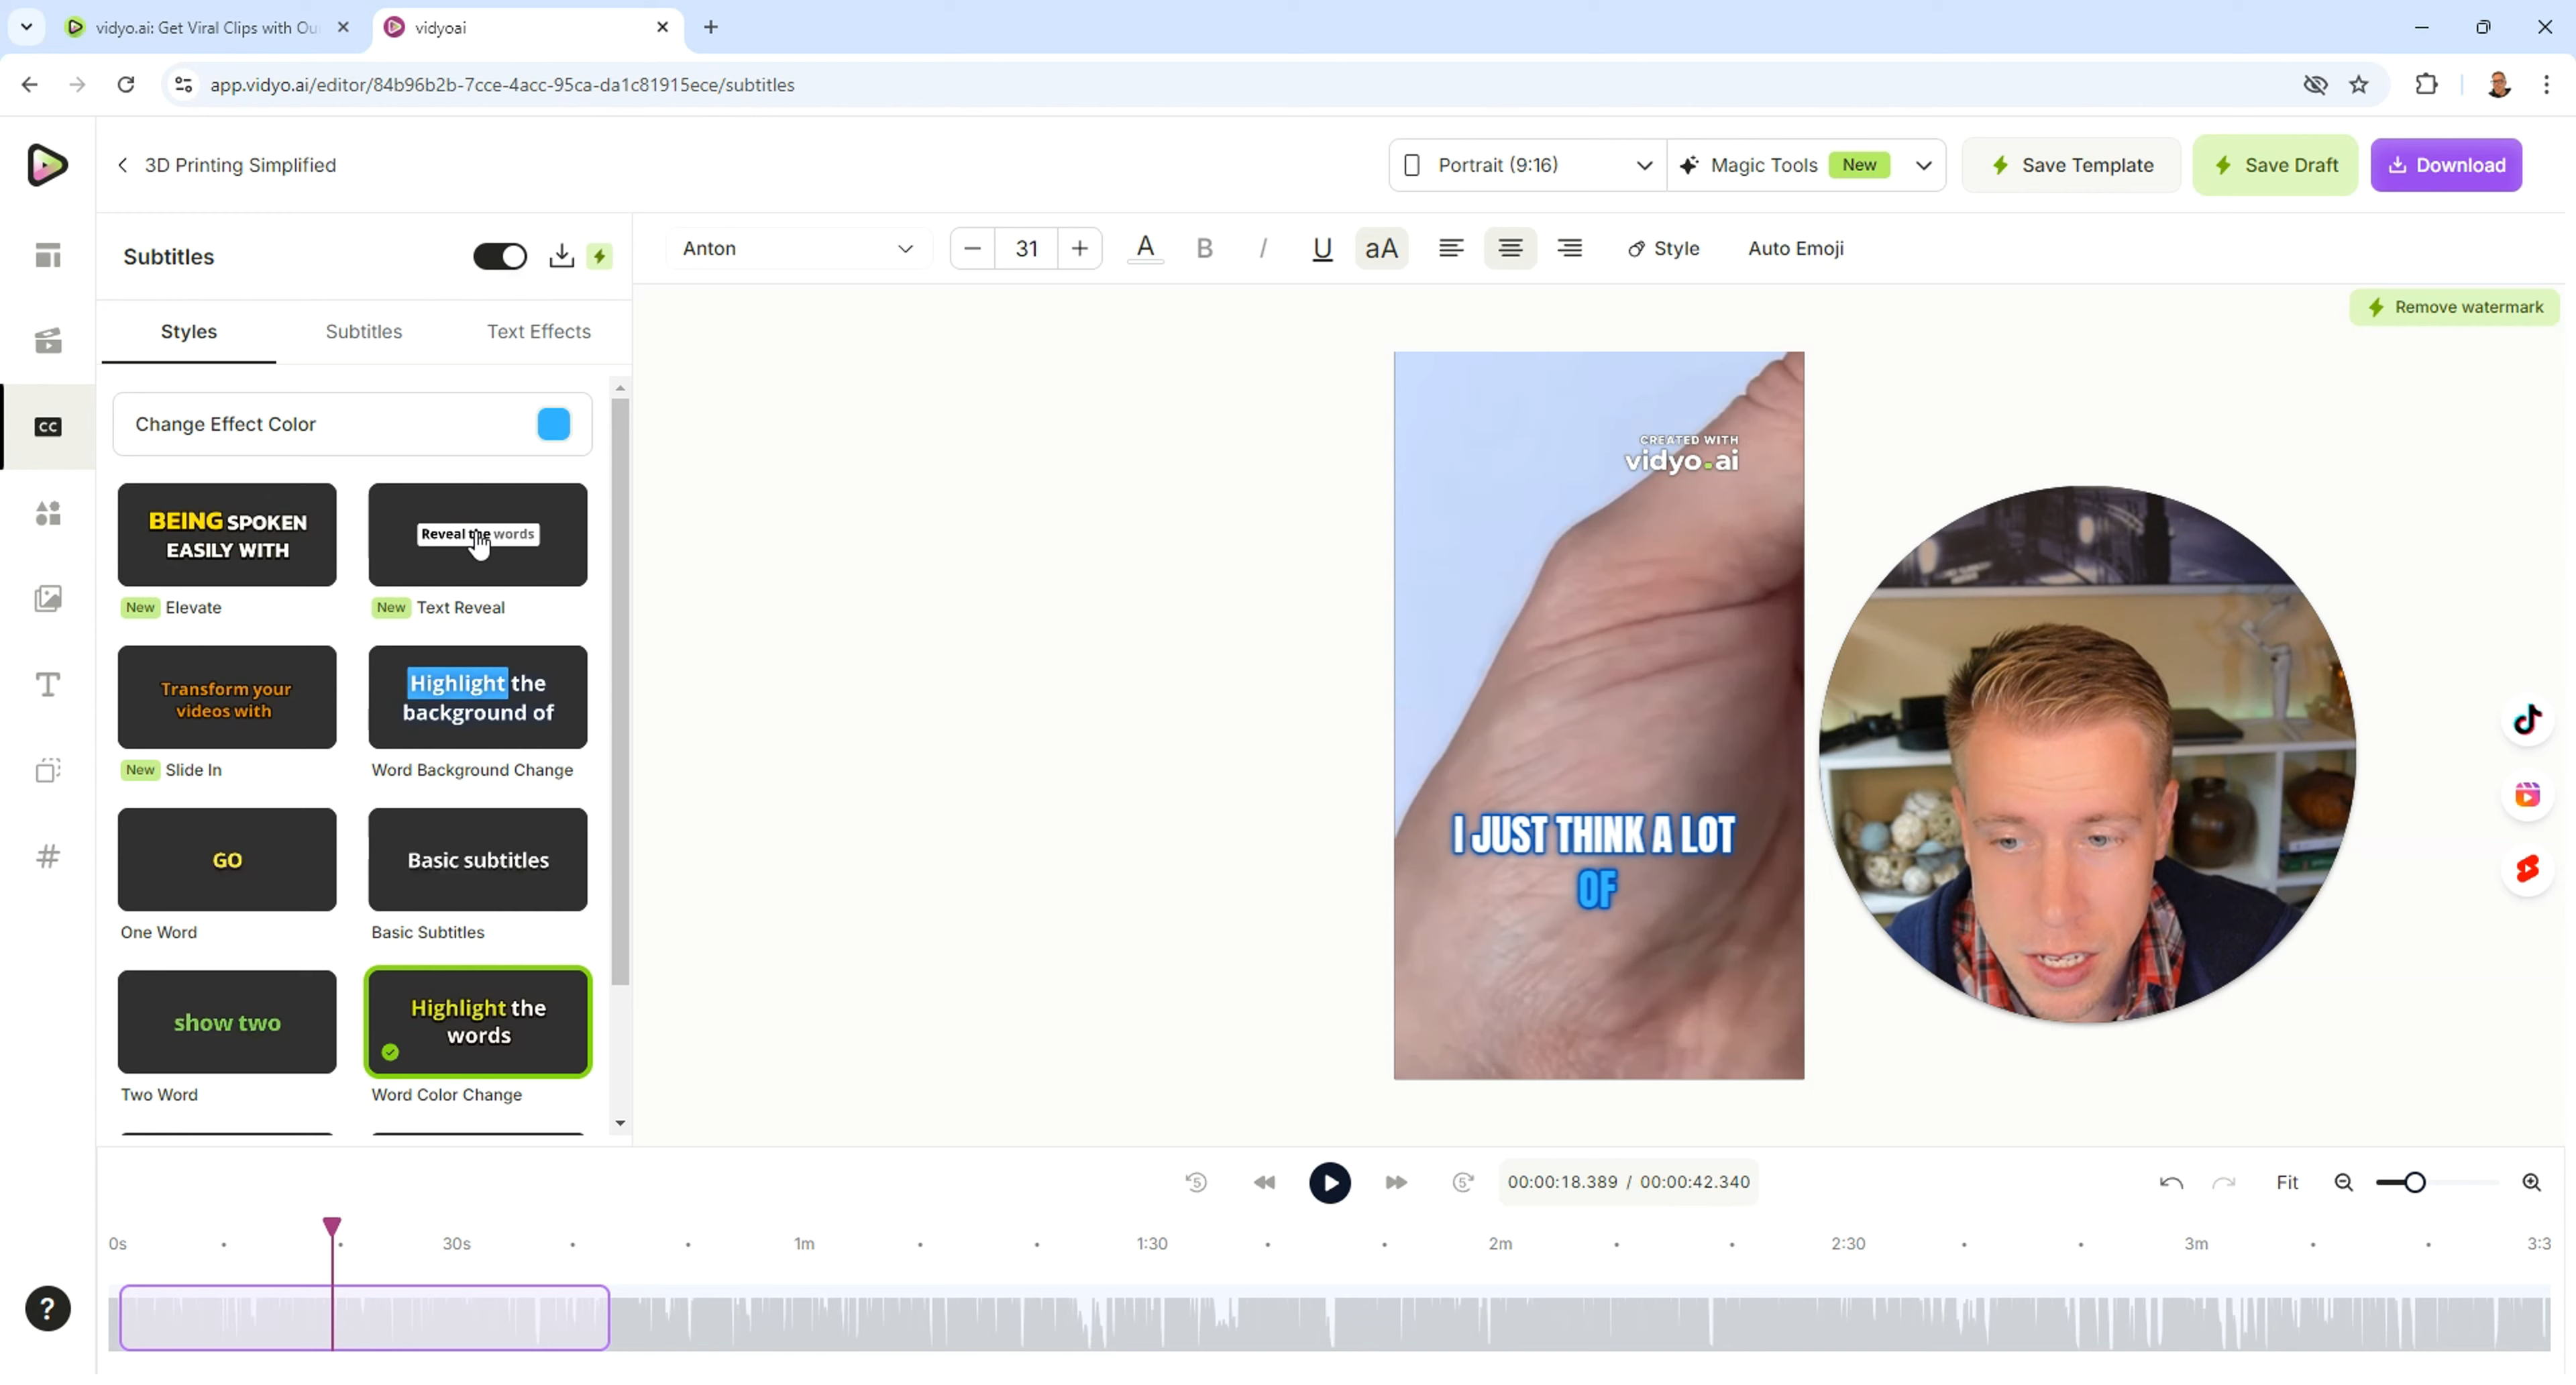 vidyo.ai: Get Viral Clips with Ou
vidyoai
app.vidyo.ai/editor/84b96b2b-7cce-4acc-95ca-da1c81915ece/subtitles
3D Printing Simplified
Portrait (9:16)
Magic Tools New
Save Template
Save Draft
Download
Subtitles
Anton
31
A B I U aA
Style
Auto Emoji
Remove watermark
Styles
Subtitles
Text Effects
Change Effect Color
BEING SPOKEN
EASILY WITH
New Elevate
Reveal the words
New Text Reveal
Transform your
videos with
New Slide In
Highlight the
background of
Word Background Change
GO
One Word
Basic subtitles
Basic Subtitles
show two
Two Word
Highlight the
words
Word Color Change
CC
T
#
CREATED WITH
vidyo.ai
I JUST THINK A LOT
OF
5
5
00:00:18.389 / 00:00:42.340
Fit
0s
30s
1m
1:30
2m
2:30
3m
3:3
?